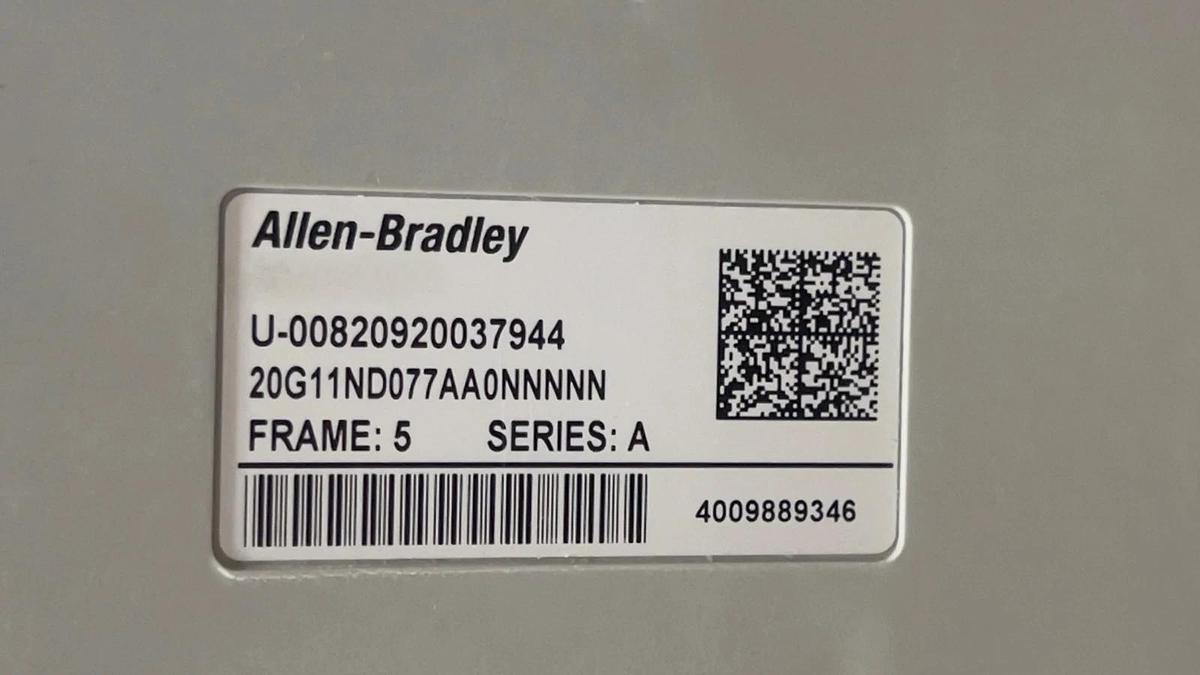 Allen-Bradley
U-00820920037944
20G11ND077AA0NNNNN
FRAME: 5 SERIES: A
4009889346